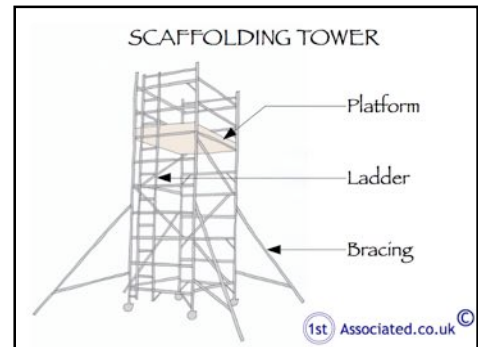 SCAFFOLDING TOWER
Platform
Ladder
Bracing
1st Associated.co.uk ©